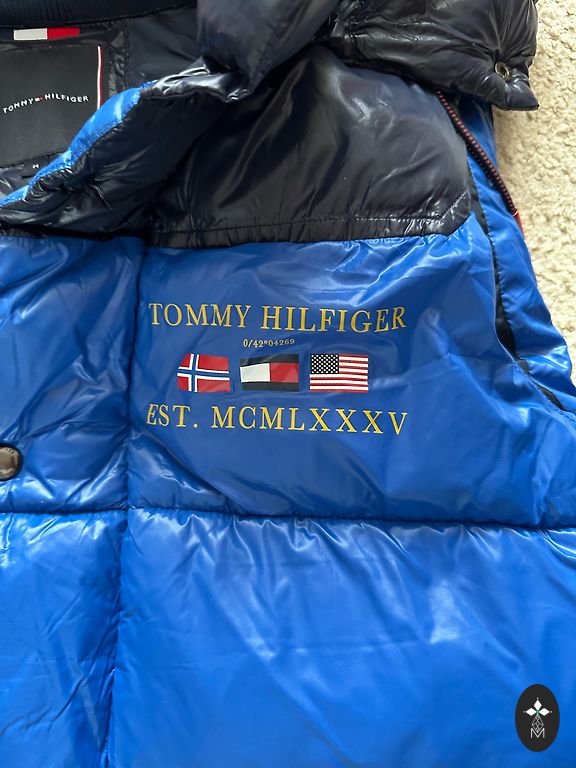 TOMMY HILFIGER
TOMMY HILFIGER
0/42°04269
EST. MCMLXXXV